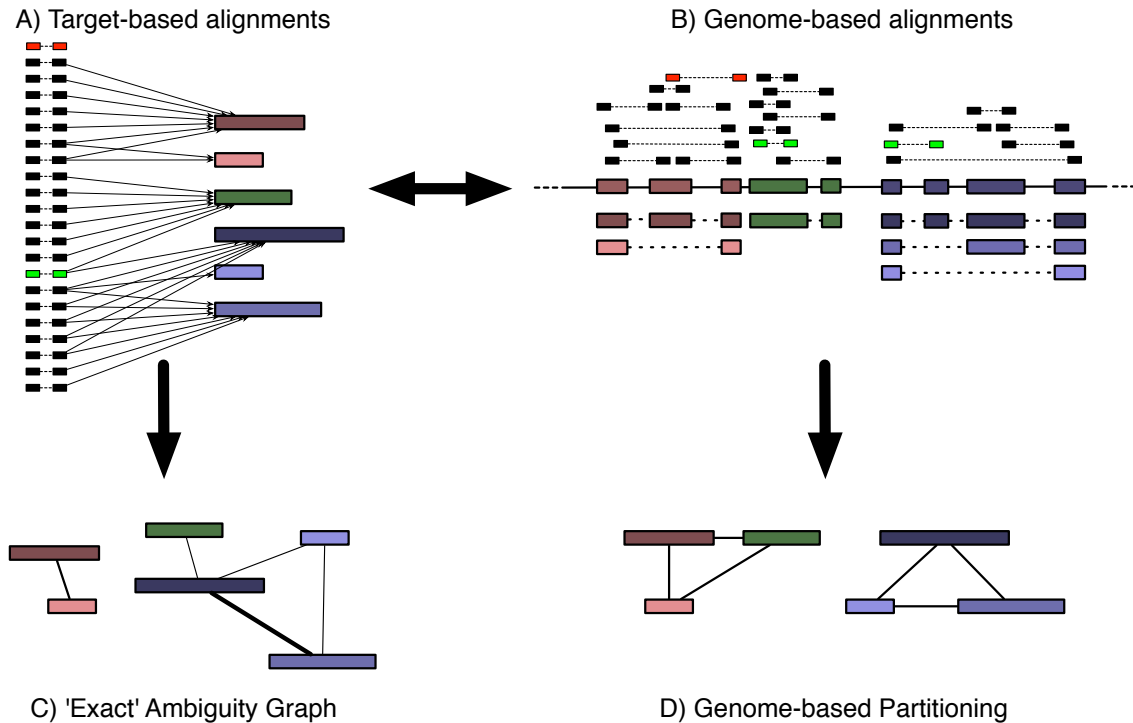 A) Target-based alignments
B) Genome-based alignments
C) 'Exact' Ambiguity Graph
D) Genome-based Partitioning